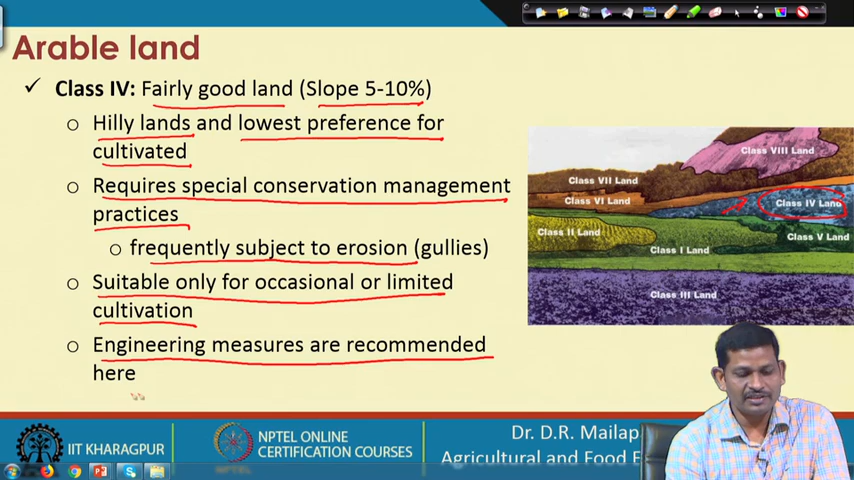 Arable land
✓ Class IV: Fairly good land (Slope 5-10%)
o Hilly lands and lowest preference for
cultivated
o Requires special conservation management
practices
o frequently subject to erosion (gullies)
o Suitable only for occasional or limited
cultivation
o Engineering measures are recommended
here
Class VIII Land
Class VII Land
Class VI Land
Class IV Land
Class II Land
Class V Land
Class I Land
Class III Land
IIT KHARAGPUR
NPTEL ONLINE
CERTIFICATION COURSES
Dr. D.R.
Agricultural and Food